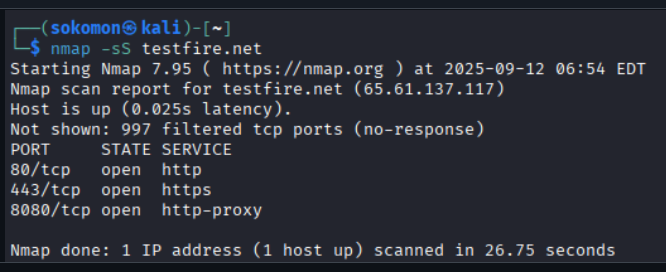 ┌──(sokomon㉿kali)-[~]
└─$ nmap -sS testfire.net
Starting Nmap 7.95 ( https://nmap.org ) at 2025-09-12 06:54 EDT
Nmap scan report for testfire.net (65.61.137.117)
Host is up (0.025s latency).
Not shown: 997 filtered tcp ports (no-response)
PORT     STATE SERVICE
80/tcp   open  http
443/tcp  open  https
8080/tcp open  http-proxy
Nmap done: 1 IP address (1 host up) scanned in 26.75 seconds